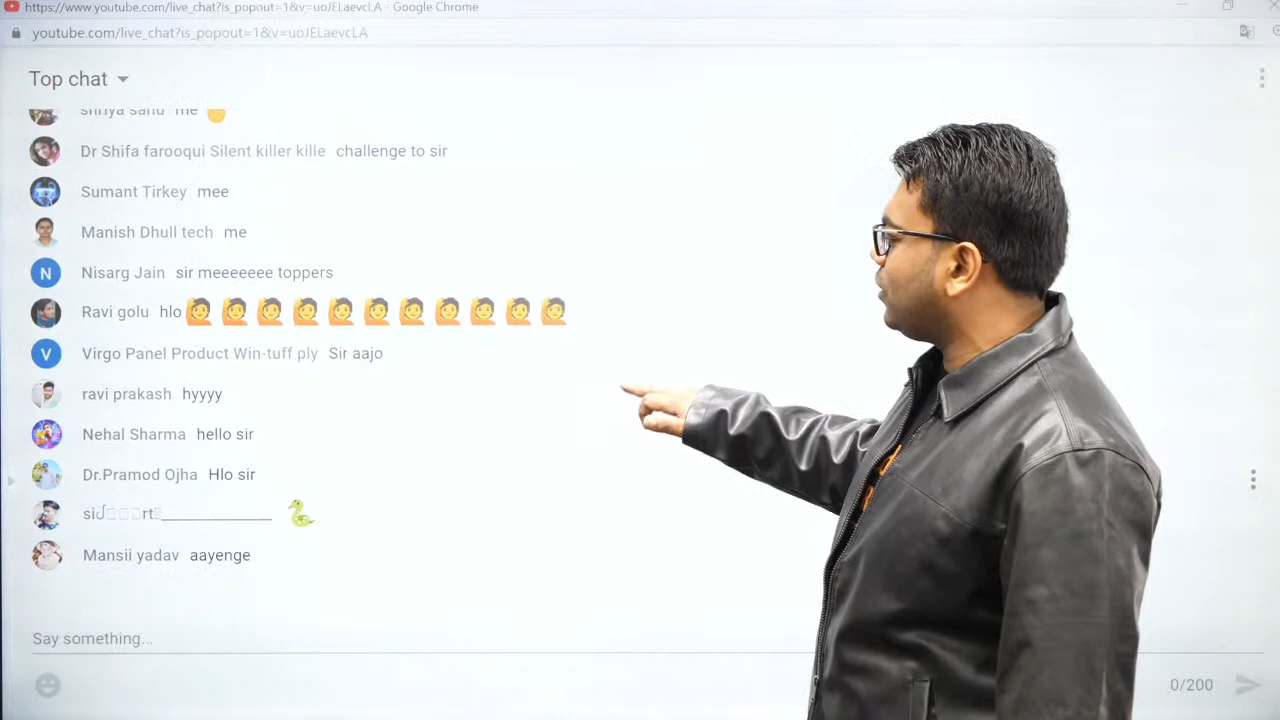 https://www.youtube.com/live_chat?is_popout=1&v=uoJELaevcLA - Google Chrome
youtube.com/live_chat?is_popout=1&v=uoJELaevcLA
Top chat
shriya sahu me
Dr Shifa farooqui Silent killer kille challenge to sir
Sumant Tirkey mee
Manish Dhull tech me
N Nisarg Jain sir meeeeeee toppers
Ravi golu hlo
V Virgo Panel Product Win-tuff ply Sir aajo
ravi prakash hyyyy
Nehal Sharma hello sir
Dr.Pramod Ojha Hlo sir
Mansii yadav aayenge
Say something...
0/200